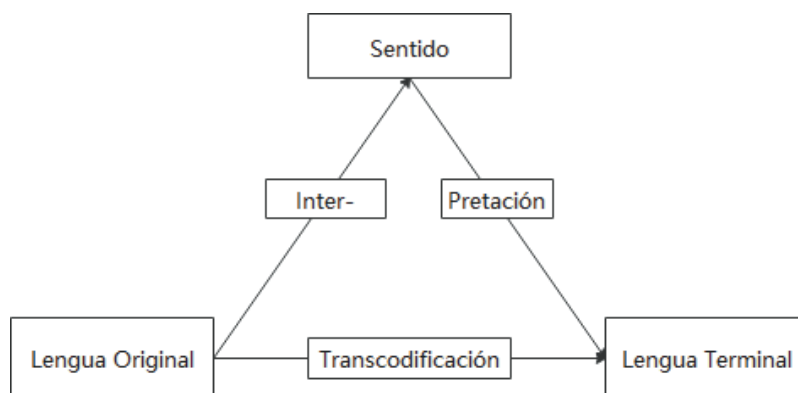 Sentido
Inter-
Pretación
Lengua Original
Transcodificación
Lengua Terminal